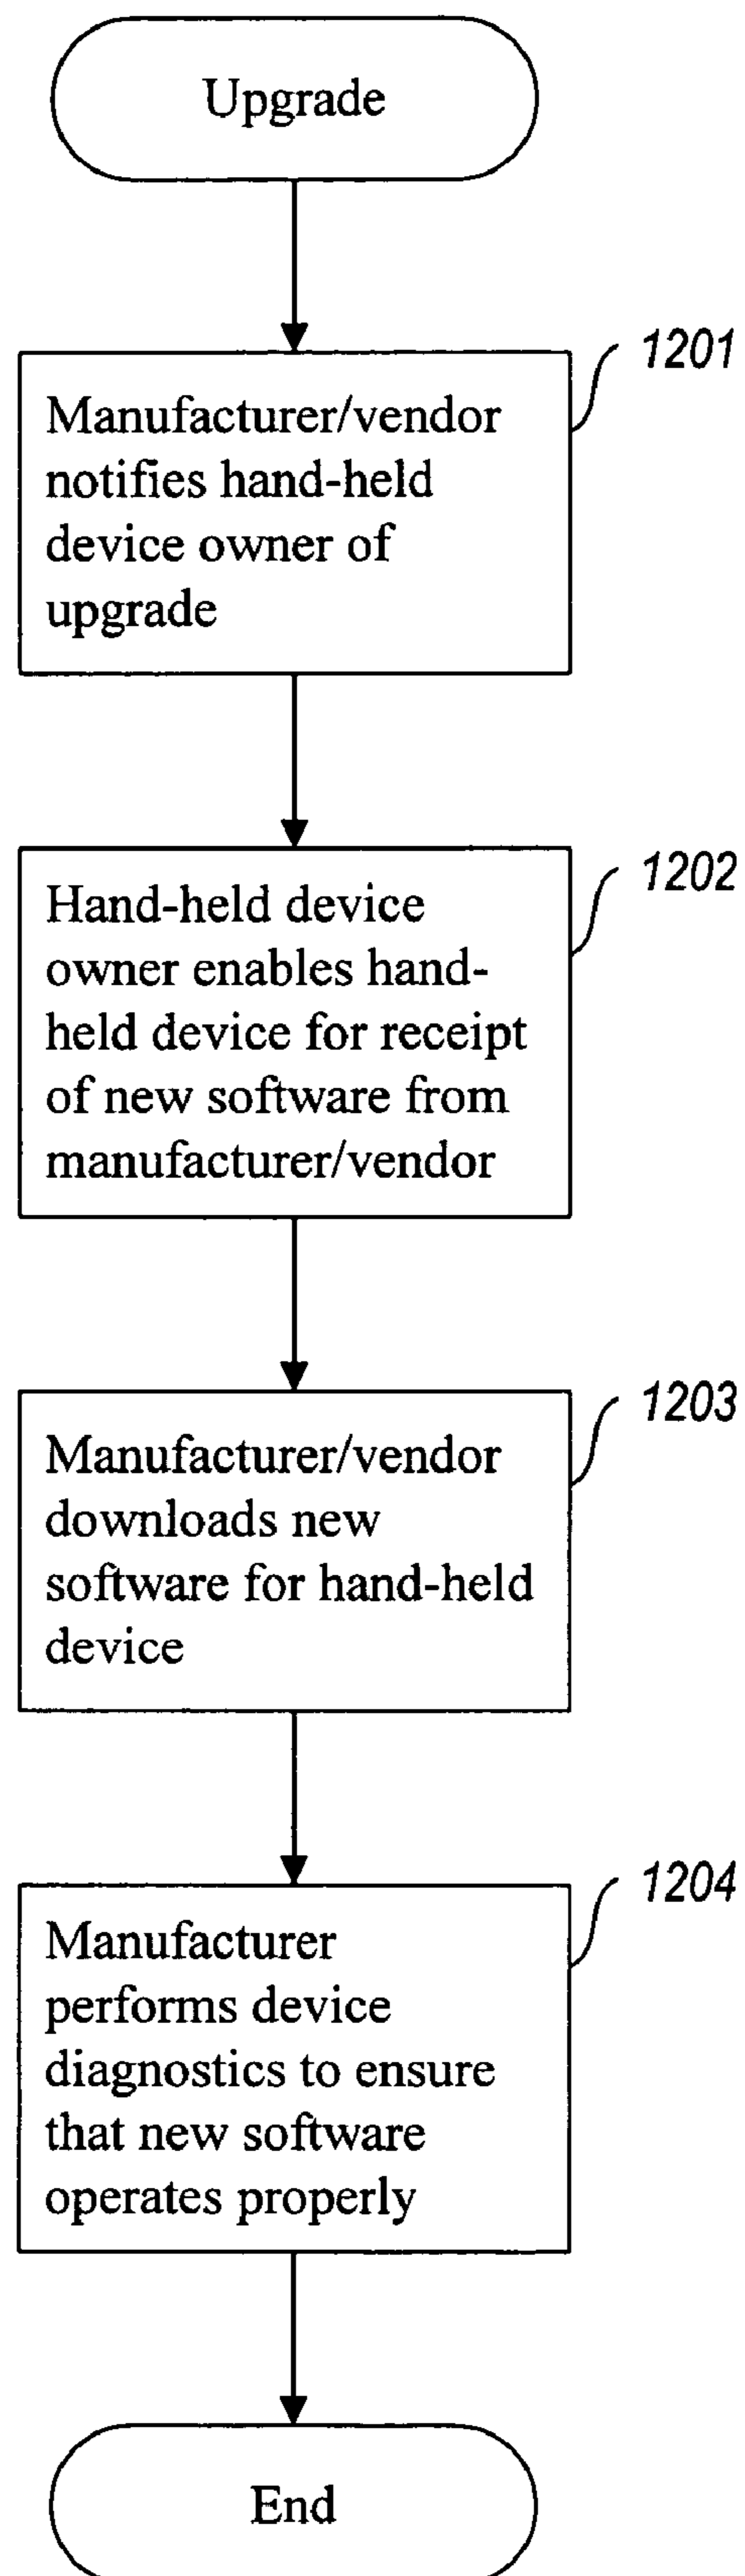 Upgrade
1201
Manufacturer/vendor
notifies hand-held
device owner of
upgrade
1202
Hand-held device
owner enables hand-
held device for receipt
of new software from
manufacturer/vendor
1203
Manufacturer/vendor
downloads new
software for hand-held
device
1204
Manufacturer
performs device
diagnostics to ensure
that new software
operates properly
End